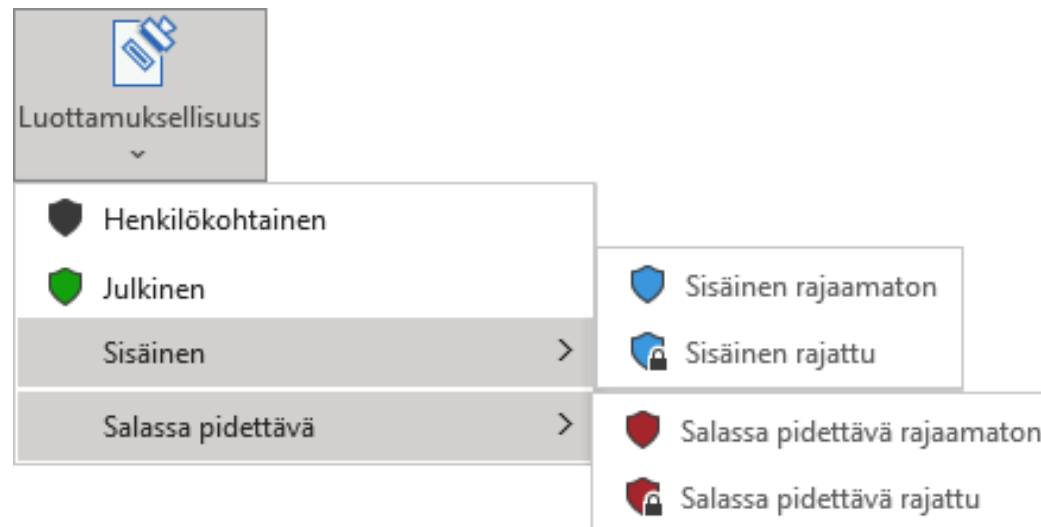 Luottamuksellisuus
Henkilökohtainen
Julkinen
Sisäinen
Sisäinen rajaamaton
Sisäinen rajattu
Salassa pidettävä
Salassa pidettävä rajaamaton
Salassa pidettävä rajattu